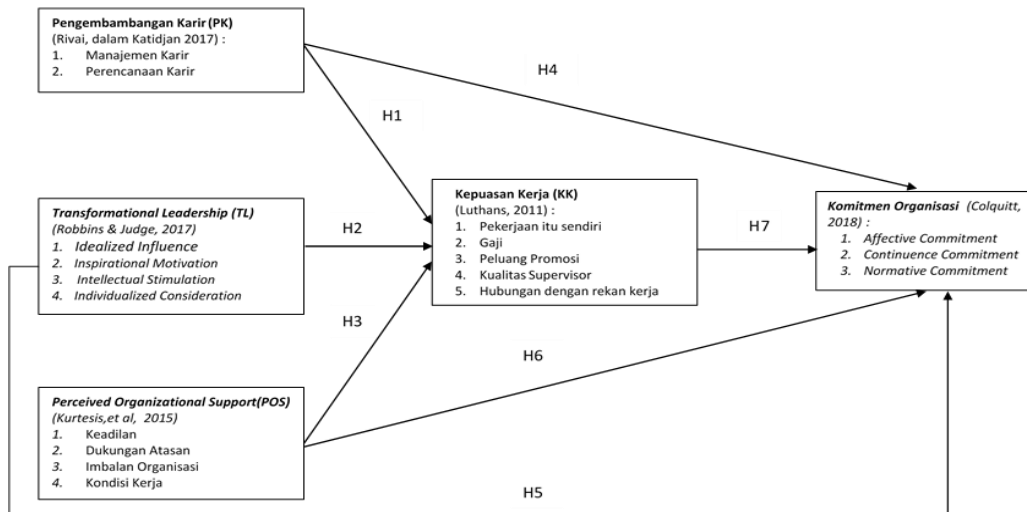 Pengembambangan Karir (PK)
(Rivai, dalam Katidjan 2017) :
1. Manajemen Karir
2. Perencanaan Karir
H4
H1
Transformational Leadership (TL)
(Robbins & Judge, 2017)
1. Idealized Influence
2. Inspirational Motivation
3. Intellectual Stimulation
4. Individualized Consideration
H2
Kepuasan Kerja (KK)
(Luthans, 2011) :
1. Pekerjaan itu sendiri
2. Gaji
3. Peluang Promosi
4. Kualitas Supervisor
5. Hubungan dengan rekan kerja
H7
Komitmen Organisasi (Colquitt,
2018) :
1. Affective Commitment
2. Continuence Commitment
3. Normative Commitment
H3
H6
Perceived Organizational Support(POS)
(Kurtesis,et al, 2015)
1. Keadilan
2. Dukungan Atasan
3. Imbalan Organisasi
4. Kondisi Kerja
H5